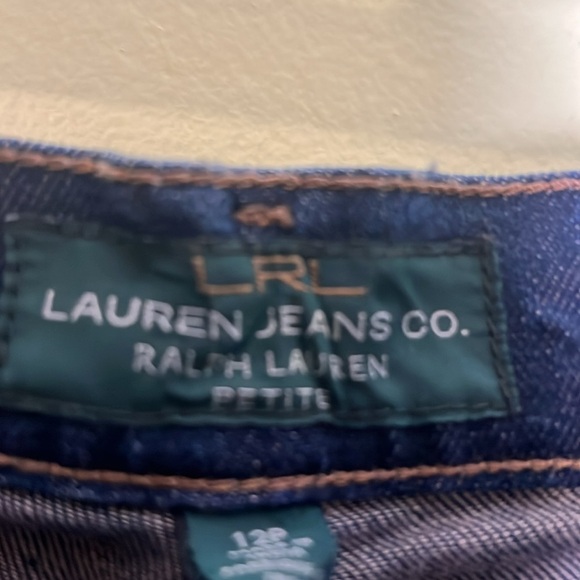 LRL
LAUREN JEANS CO.
RALPH LAUREN
PETITE
12P